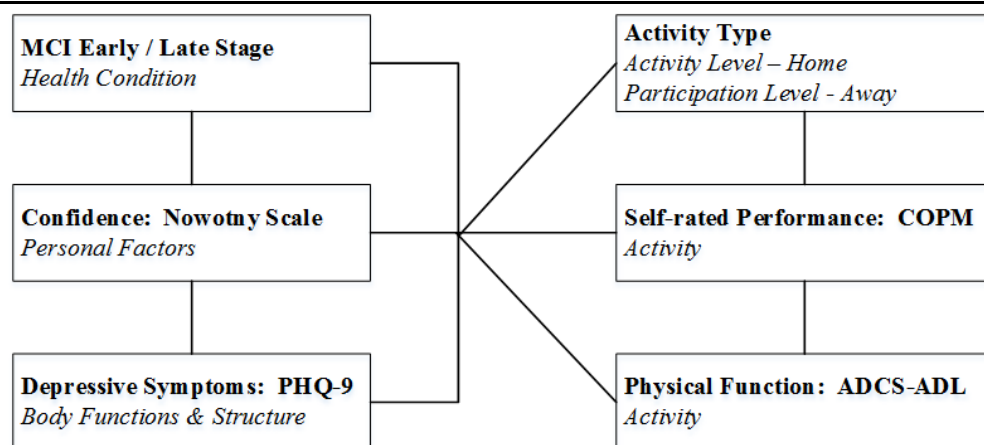 MCI Early / Late Stage
Health Condition
Activity Type
Activity Level – Home
Participation Level - Away
Confidence:  Nowotny Scale
Personal Factors
Self-rated Performance:  COPM
Activity
Depressive Symptoms:  PHQ-9
Body Functions & Structure
Physical Function:  ADCS-ADL
Activity